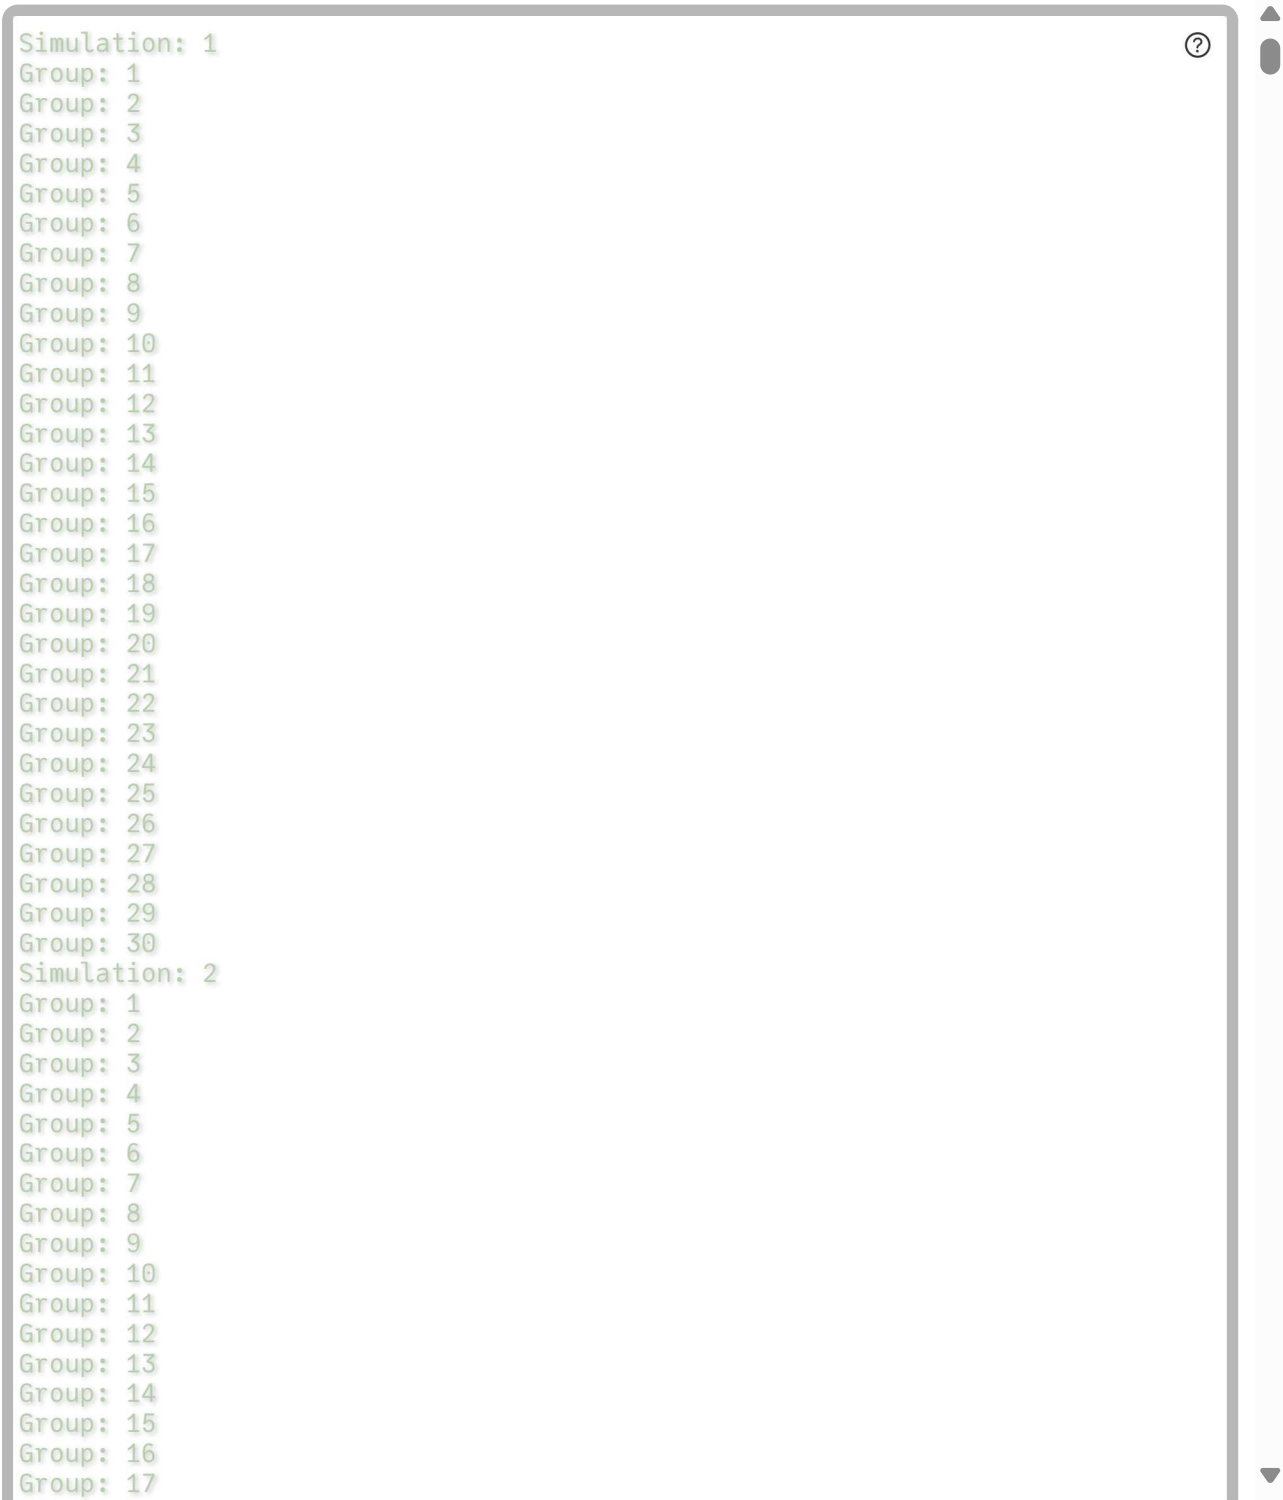 Simulation: 1
Group: 1
Group: 2
Group: 3
Group: 4
Group: 5
Group: 6
Group: 7
Group: 8
Group: 9
Group: 10
Group: 11
Group: 12
Group: 13
Group: 14
Group: 15
Group: 16
Group: 17
Group: 18
Group: 19
Group: 20
Group: 21
Group: 22
Group: 23
Group: 24
Group: 25
Group: 26
Group: 27
Group: 28
Group: 29
Group: 30
Simulation: 2
Group: 1
Group: 2
Group: 3
Group: 4
Group: 5
Group: 6
Group: 7
Group: 8
Group: 9
Group: 10
Group: 11
Group: 12
Group: 13
Group: 14
Group: 15
Group: 16
Group: 17